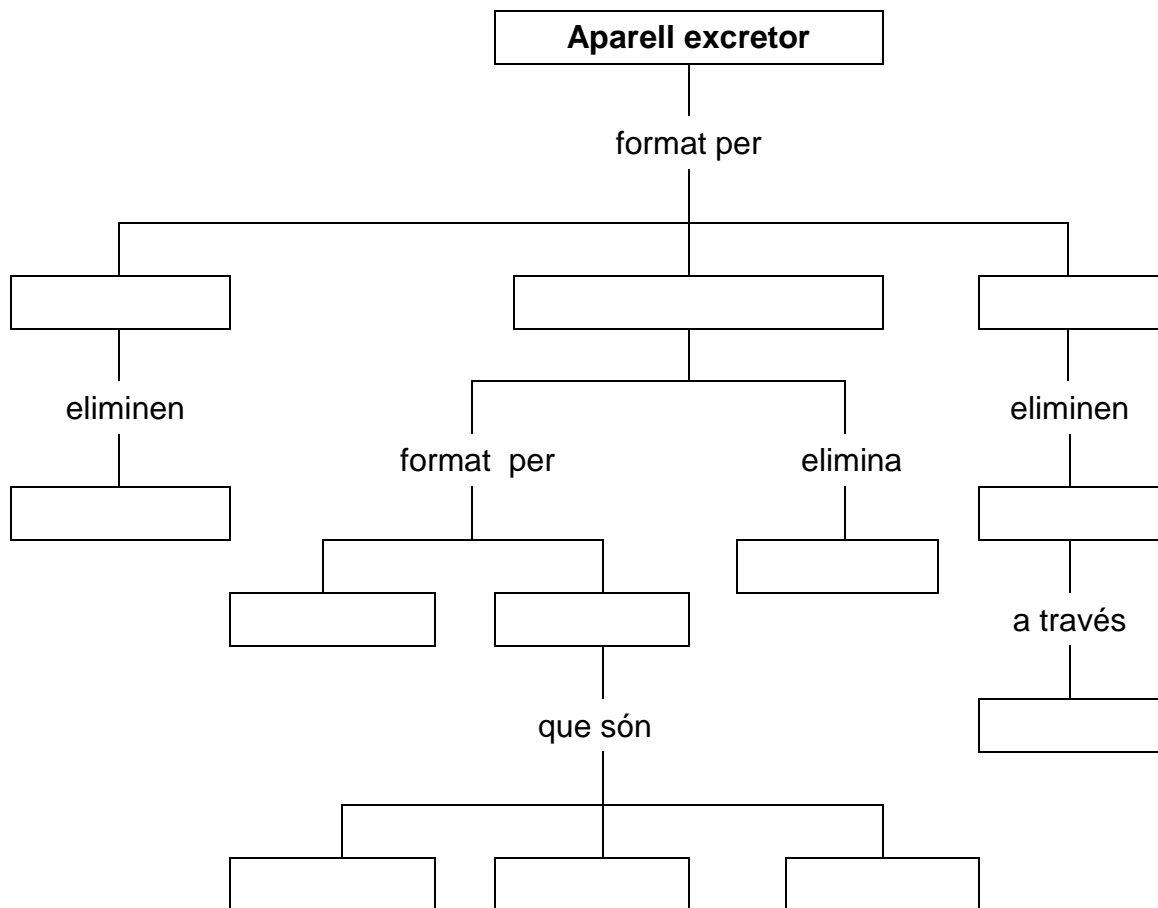 Aparell excretor
format per
eliminen
eliminen
format  per
elimina
a través
que són